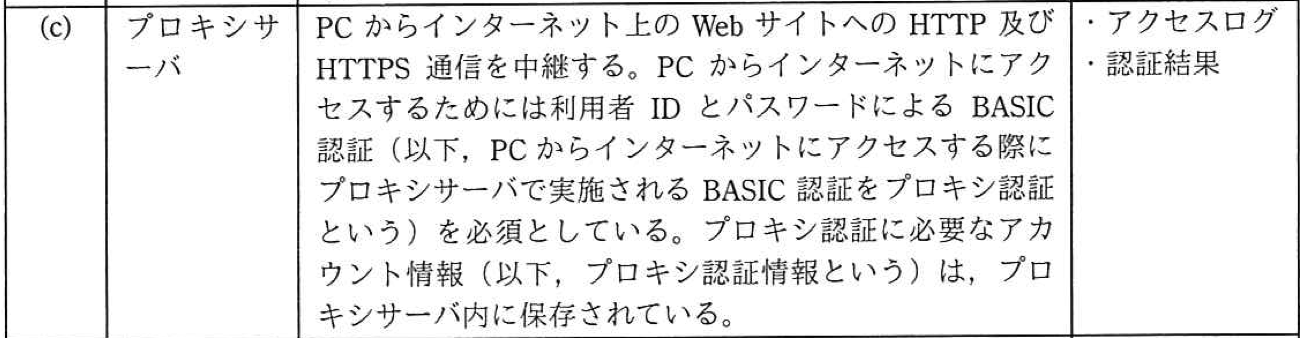 (c)
プロキシサ
ーバ
PC からインターネット上の Web サイトへの HTTP 及び
HTTPS 通信を中継する。PC からインターネットにアク
セスするためには利用者 ID とパスワードによる BASIC
認証（以下，PC からインターネットにアクセスする際に
プロキシサーバで実施される BASIC 認証をプロキシ認証
という）を必須としている。プロキシ認証に必要なアカ
ウント情報（以下，プロキシ認証情報という）は，プロ
キシサーバ内に保存されている。
・アクセスログ
・認証結果